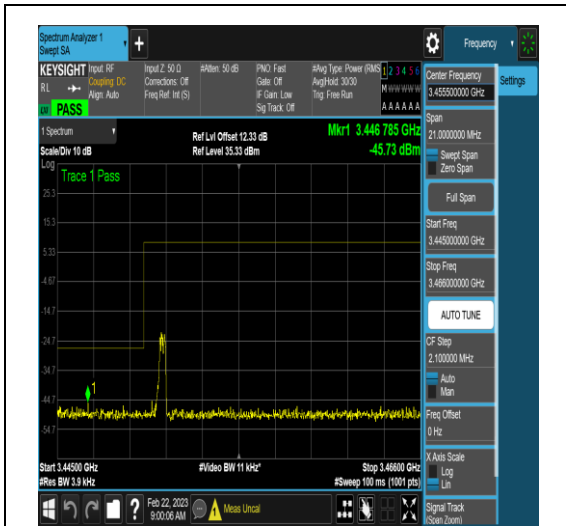 Spectrum Analyzer 1
Swept SA
+
Frequency
KEYSIGHT
RL
PASS
Input: RF
Coupling: DC
Align: Auto
Input Z: 50 Ω
Corrections: Off
Freq Ref: Int (S)
#Atten: 50 dB
PNO: Fast
Gate: Off
IF Gain: Low
Sig Track: Off
#Avg Type: Power (RMS
Avg|Hold: 30/30
Trig: Free Run
1 2 3 4 5 6
M W W W W W
A A A A A A
1 Spectrum
Scale/Div 10 dB
Ref Lvl Offset 12.33 dB
Ref Level 35.33 dBm
Mkr1 3.446 785 GHz
-45.73 dBm
Log
Trace 1 Pass
25.3
15.3
5.33
-4.67
-14.7
-24.7
-34.7
-44.7
-54.7
1
Start 3.44500 GHz
#Res BW 3.9 kHz
#Video BW 11 kHz*
Stop 3.46600 GHz
#Sweep 100 ms (1001 pts)
Center Frequency
3.455500000 GHz
Settings
Span
21.0000000 MHz
Swept Span
Zero Span
Full Span
Start Freq
3.445000000 GHz
Stop Freq
3.466000000 GHz
AUTO TUNE
CF Step
2.100000 MHz
Auto
Man
Freq Offset
0 Hz
X Axis Scale
Log
Lin
Signal Track
(Span Zoom)
?
Feb 22, 2023
9:00:06 AM
Meas Uncal